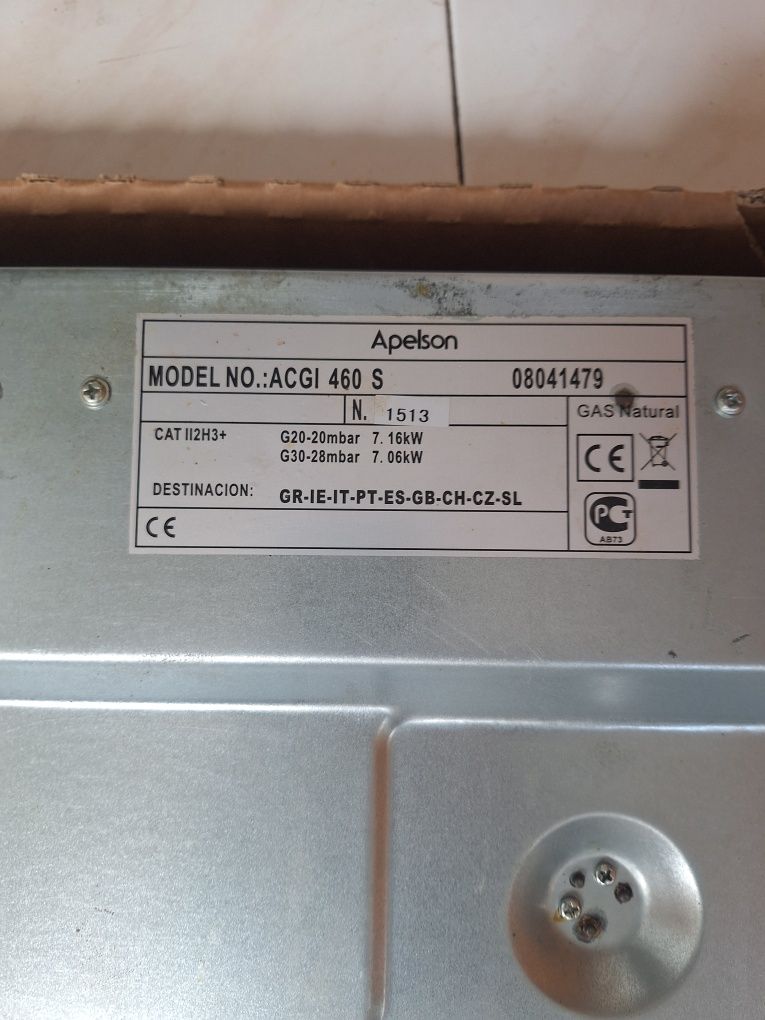 Apelson
MODEL NO.:ACGI 460 S 08041479
N. 1513
GAS Natural
CAT II2H3+ G20-20mbar 7. 16kW
G30-28mbar 7. 06kW
DESTINACION: GR-IE-IT-PT-ES-GB-CH-CZ-SL
CE
CE
PCT
AB73